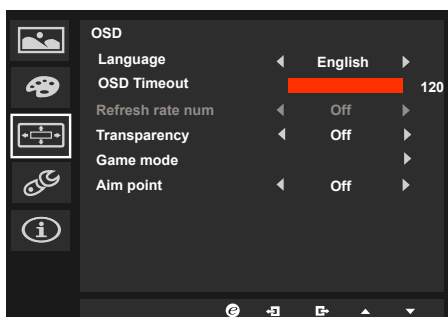 OSD
Language English
OSD Timeout 120
Refresh rate num Off
Transparency Off
Game mode
Aim point Off